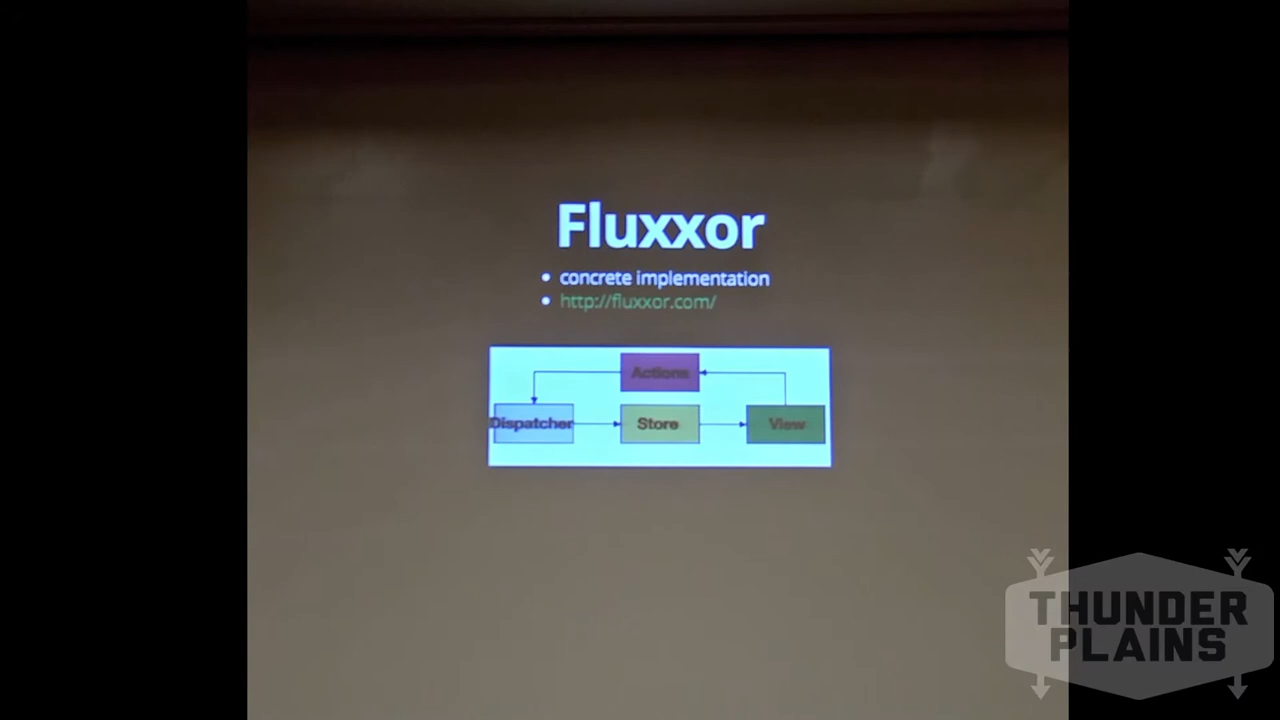 Fluxxor
concrete implementation
http://fluxxor.com/
Actions
Dispatcher
Store
View
THUNDER
PLAINS